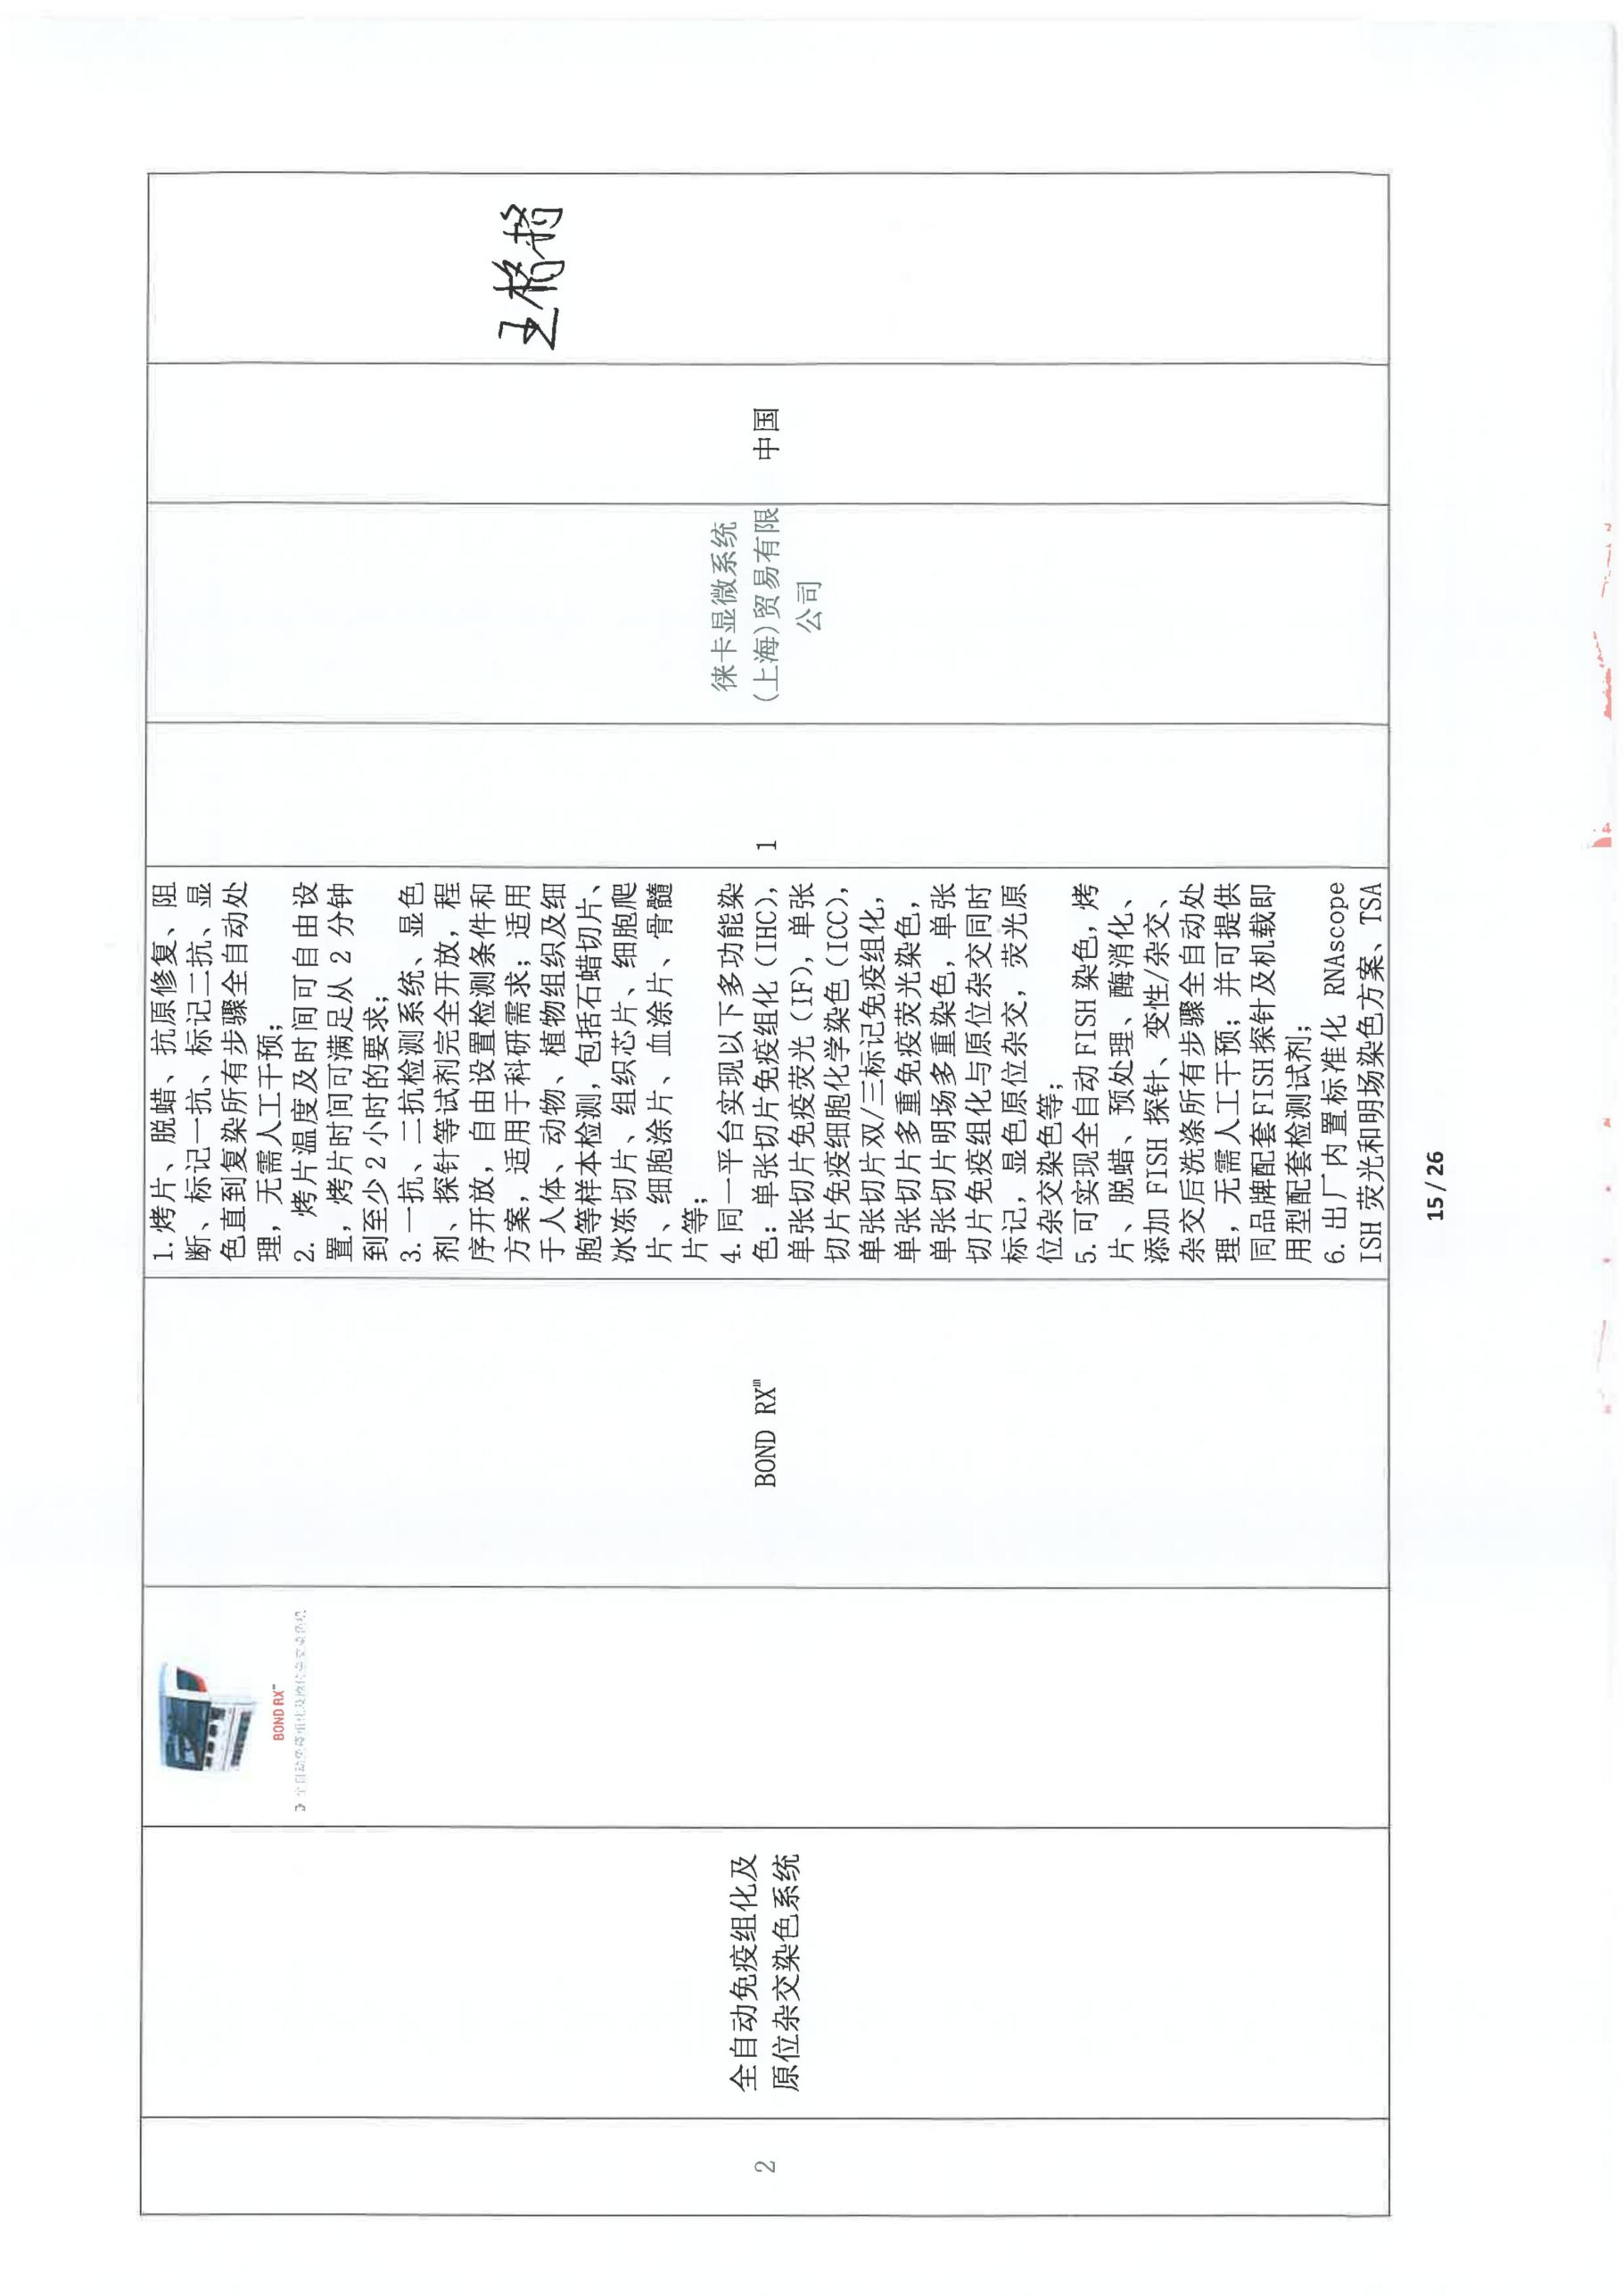 2
全自动免疫组化及
原位杂交染色系统
BOND RX™
全自动免疫组化及原位杂交染色机
BOND RXᵐ
1. 烤片、脱蜡、抗原修复、阻
断、标记一抗、标记二抗、显
色直到复染所有步骤全自动处
理，无需人工干预；
2. 烤片温度及时间可自由设
置，烤片时间可满足从 2 分钟
到至少 2 小时的要求；
3. 一抗、二抗检测系统、显色
剂、探针等试剂完全开放，程
序开放，自由设置检测条件和
方案，适用于科研需求；适用
于人体、动物、植物组织及细
胞等样本检测，包括石蜡切片、
冰冻切片、组织芯片、细胞爬
片、细胞涂片、血涂片、骨髓
片等；
4. 同一平台实现以下多功能染
色：单张切片免疫组化（IHC），
单张切片免疫荧光（IF），单张
切片免疫细胞化学染色（ICC），
单张切片双/三标记免疫组化，
单张切片多重免疫荧光染色，
单张切片明场多重染色，单张
切片免疫组化与原位杂交同时
标记，显色原位杂交，荧光原
位杂交染色等；
5. 可实现全自动 FISH 染色，烤
片、脱蜡、预处理、酶消化、
添加 FISH 探针、变性/杂交、
杂交后洗涤所有步骤全自动处
理，无需人工干预；并可提供
同品牌配套FISH探针及机载即
用型配套检测试剂；
6. 出厂内置标准化 RNAscope
ISH 荧光和明场染色方案、TSA
1
徕卡显微系统
(上海)贸易有限
公司
中国
15 / 26